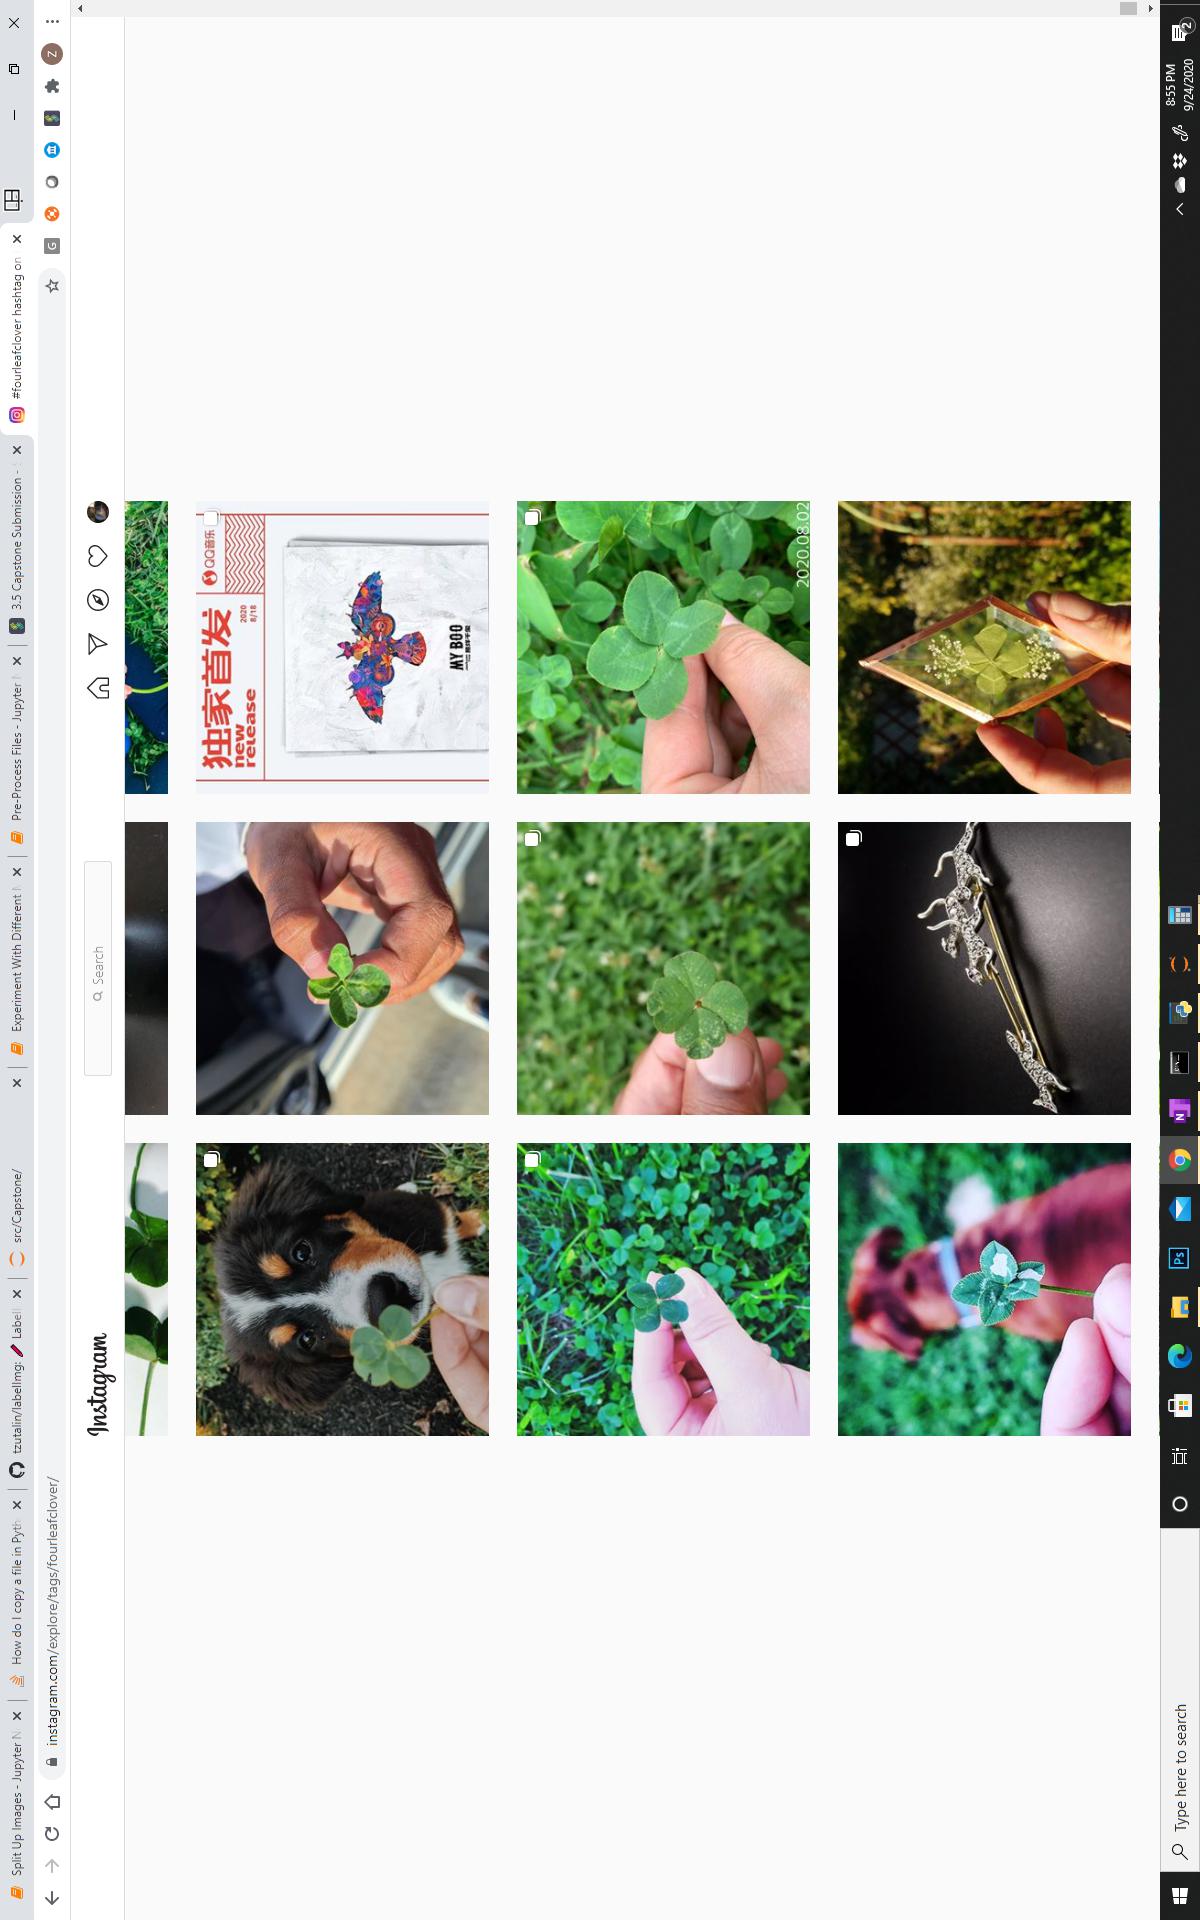 Split Up Images - Jupyter N
How do I copy a file in Pyth
tzutalin/labelImg: Labell
src/Capstone/
Experiment With Different
Pre-Process Files - Jupyter
3.5 Capstone Submission -
#fourleafclover hashtag on
instagram.com/explore/tags/fourleafclover/
G
Z
Instagram
Search
独家首发
new
release
2020
8/18
QQ音乐
MY BOO
2020.08.02
Type here to search
Ps
N
8:55 PM
9/24/2020
2